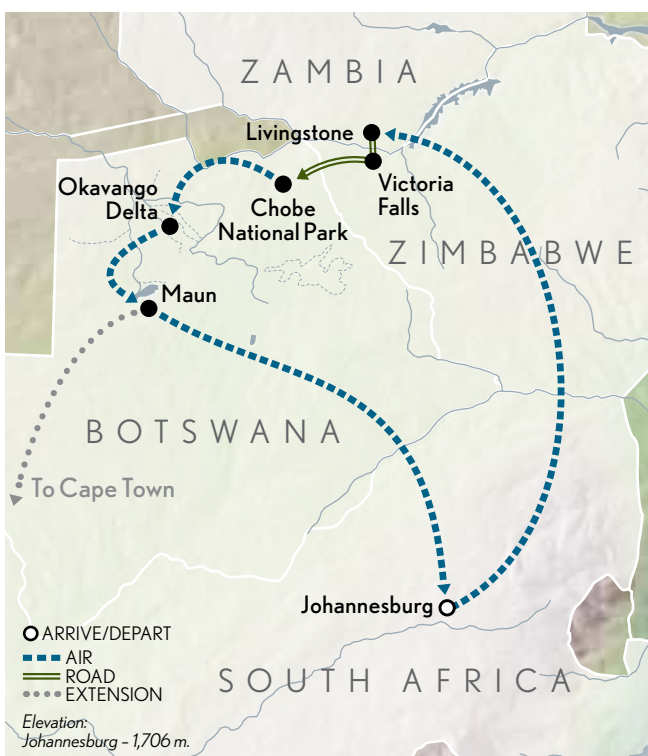 ZAMBIA
Livingstone
Victoria
Falls
Okavango
Delta
Chobe
National Park
ZIMBABWE
Maun
BOTSWANA
To Cape Town
Johannesburg
ARRIVE/DEPART
AIR
ROAD
EXTENSION
SOUTH AFRICA
Elevation:
Johannesburg – 1,706 m.